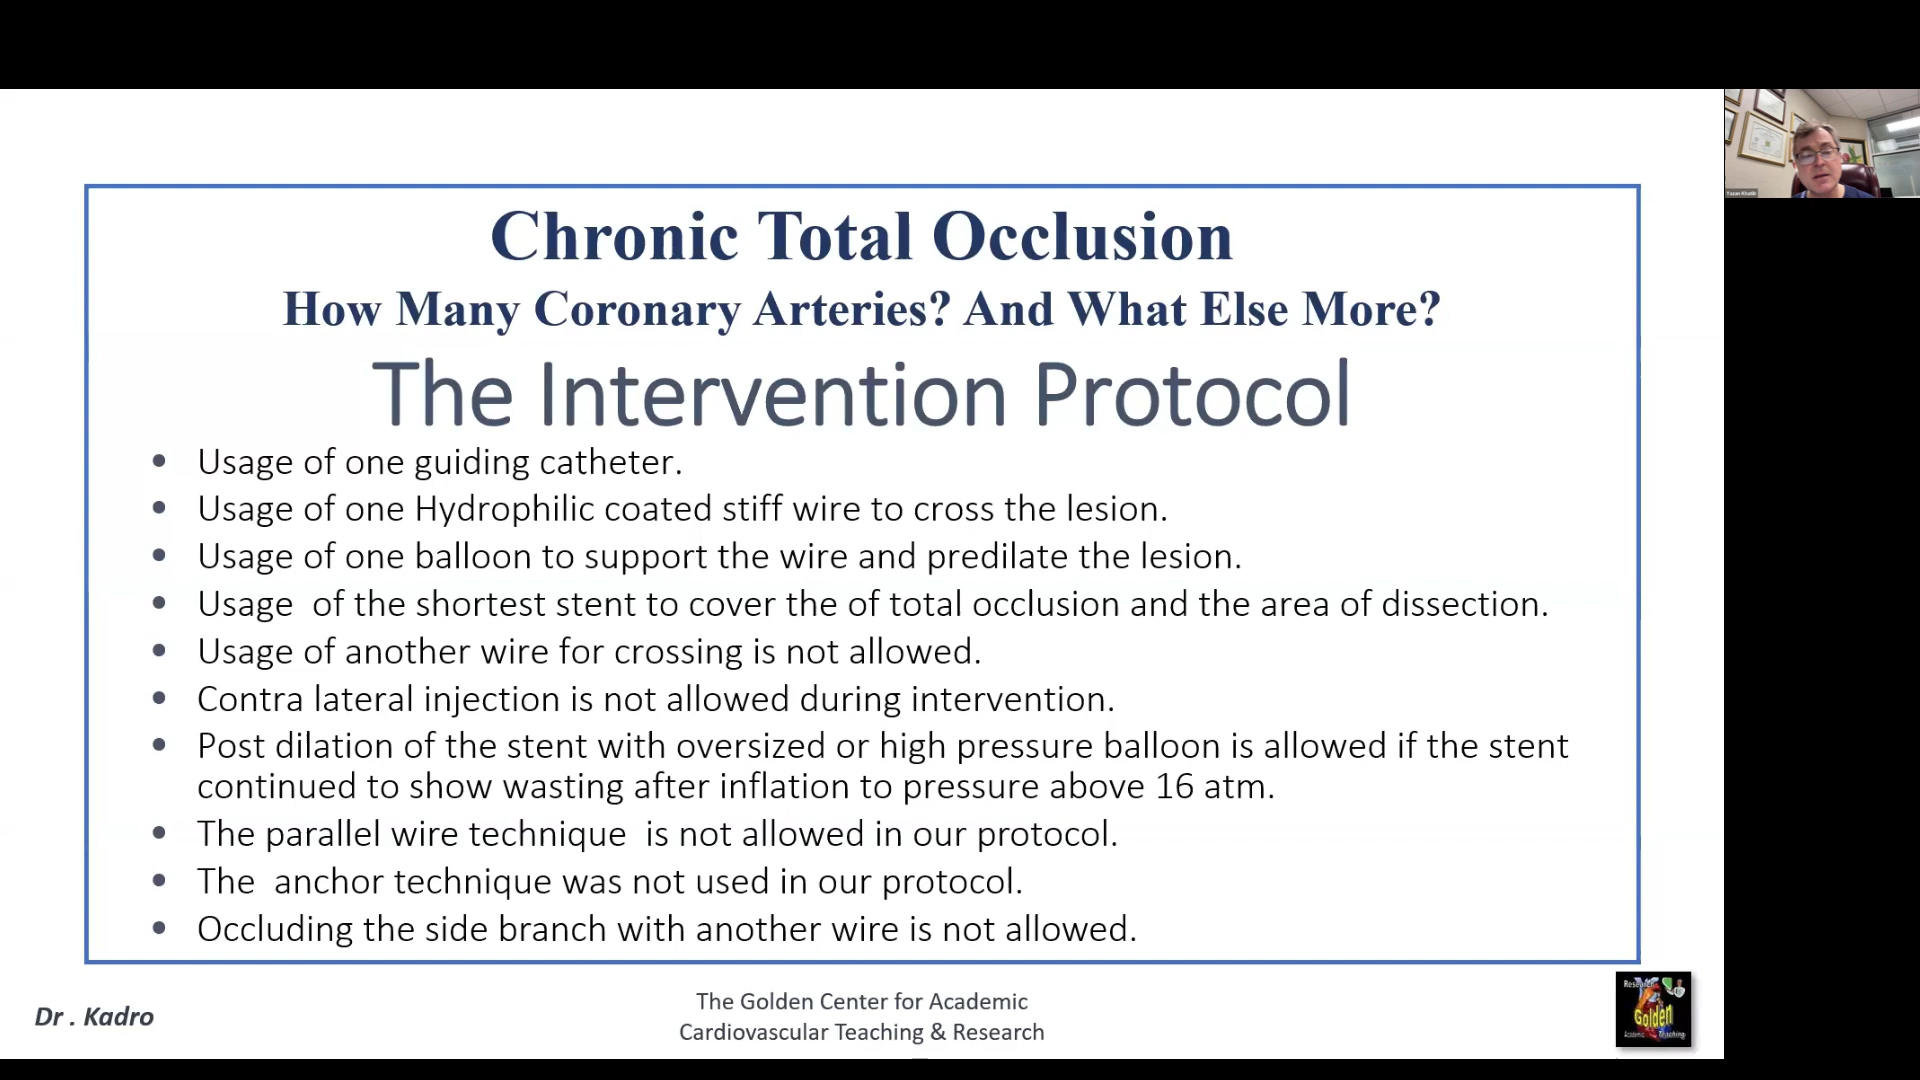 Chronic Total Occlusion
How Many Coronary Arteries? And What Else More?
The Intervention Protocol
• Usage of one guiding catheter.
• Usage of one Hydrophilic coated stiff wire to cross the lesion.
• Usage of one balloon to support the wire and predilate the lesion.
• Usage  of the shortest stent to cover the of total occlusion and the area of dissection.
• Usage of another wire for crossing is not allowed.
• Contra lateral injection is not allowed during intervention.
• Post dilation of the stent with oversized or high pressure balloon is allowed if the stent
continued to show wasting after inflation to pressure above 16 atm.
• The parallel wire technique  is not allowed in our protocol.
• The  anchor technique was not used in our protocol.
• Occluding the side branch with another wire is not allowed.
Dr . Kadro
The Golden Center for Academic
Cardiovascular Teaching & Research
Research
Golden
Academic Teaching
Yazan Khatib